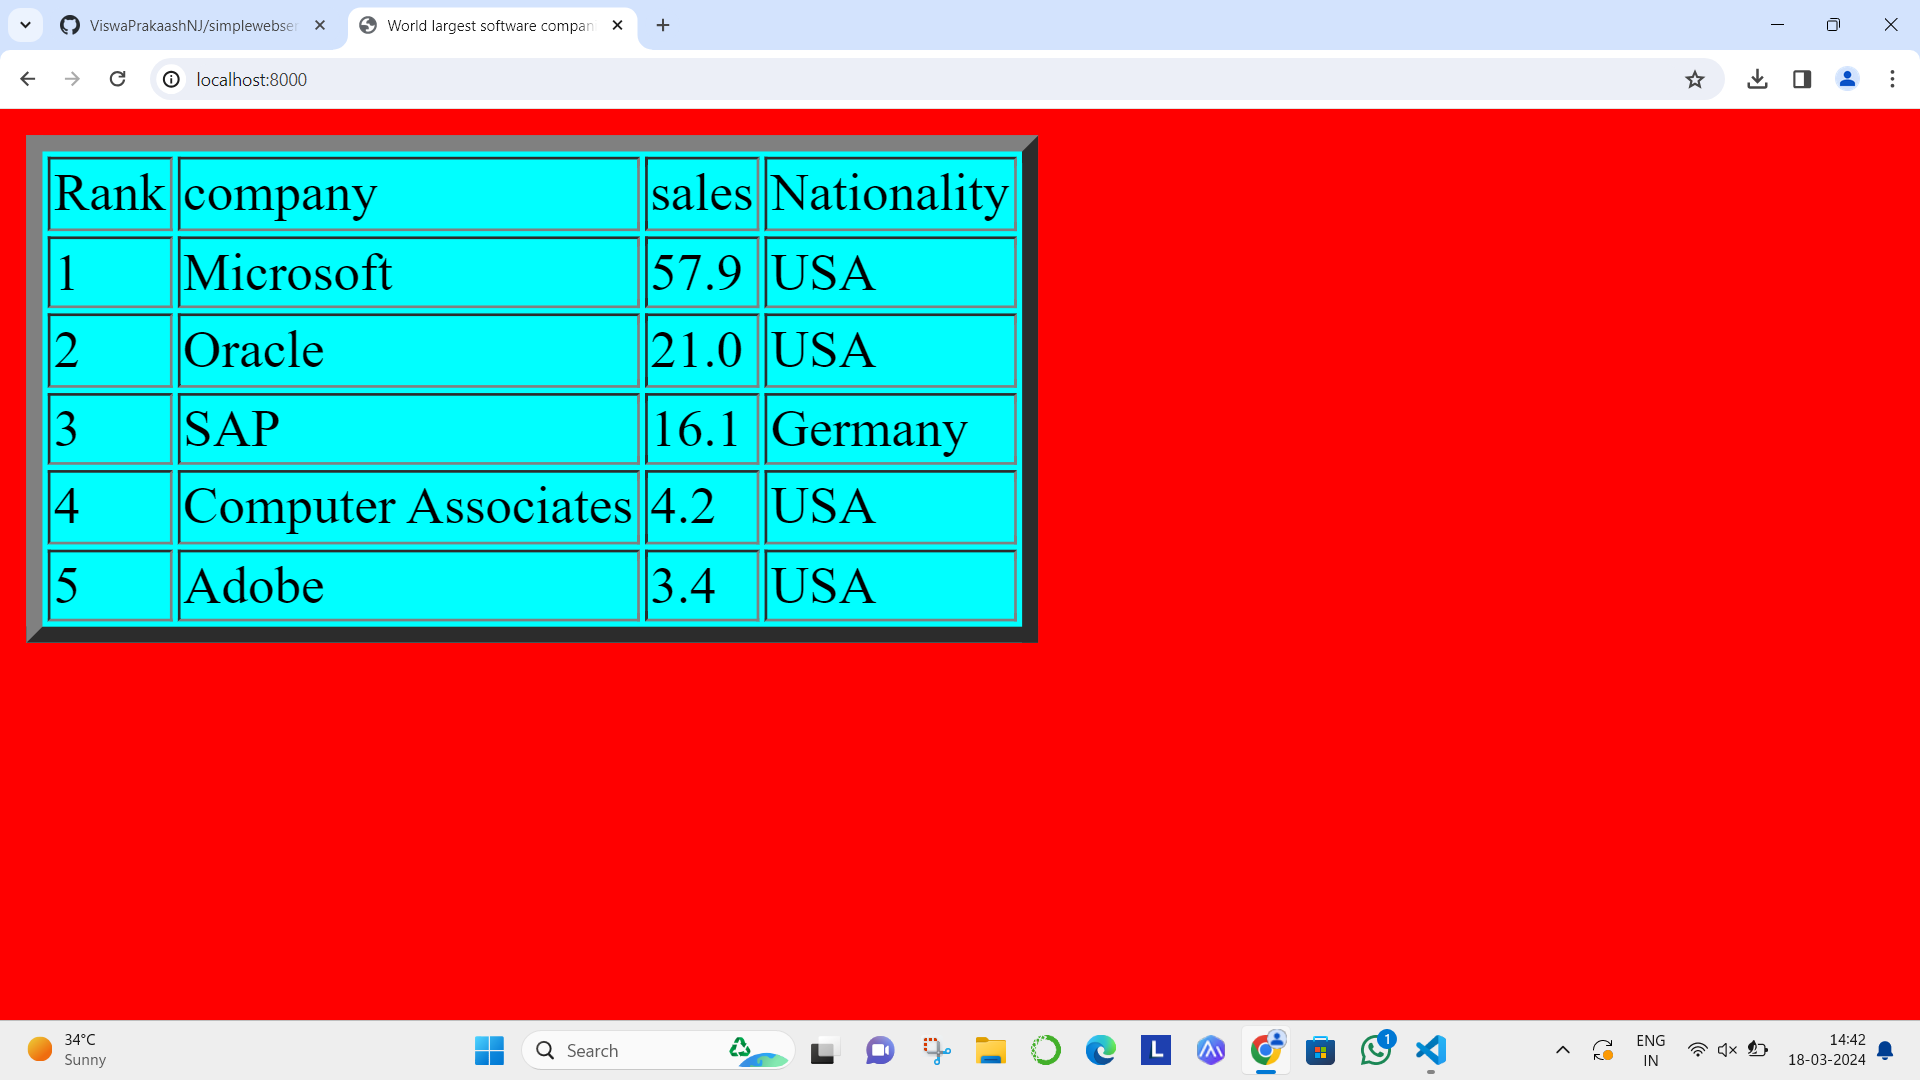 ViswaPrakaashNJ/simplewebser
World largest software compan
localhost:8000
Rank company sales Nationality
1 Microsoft 57.9 USA
2 Oracle 21.0 USA
3 SAP 16.1 Germany
4 Computer Associates 4.2 USA
5 Adobe 3.4 USA
34°C
Sunny
Search
L
1
ENG
IN
14:42
18-03-2024